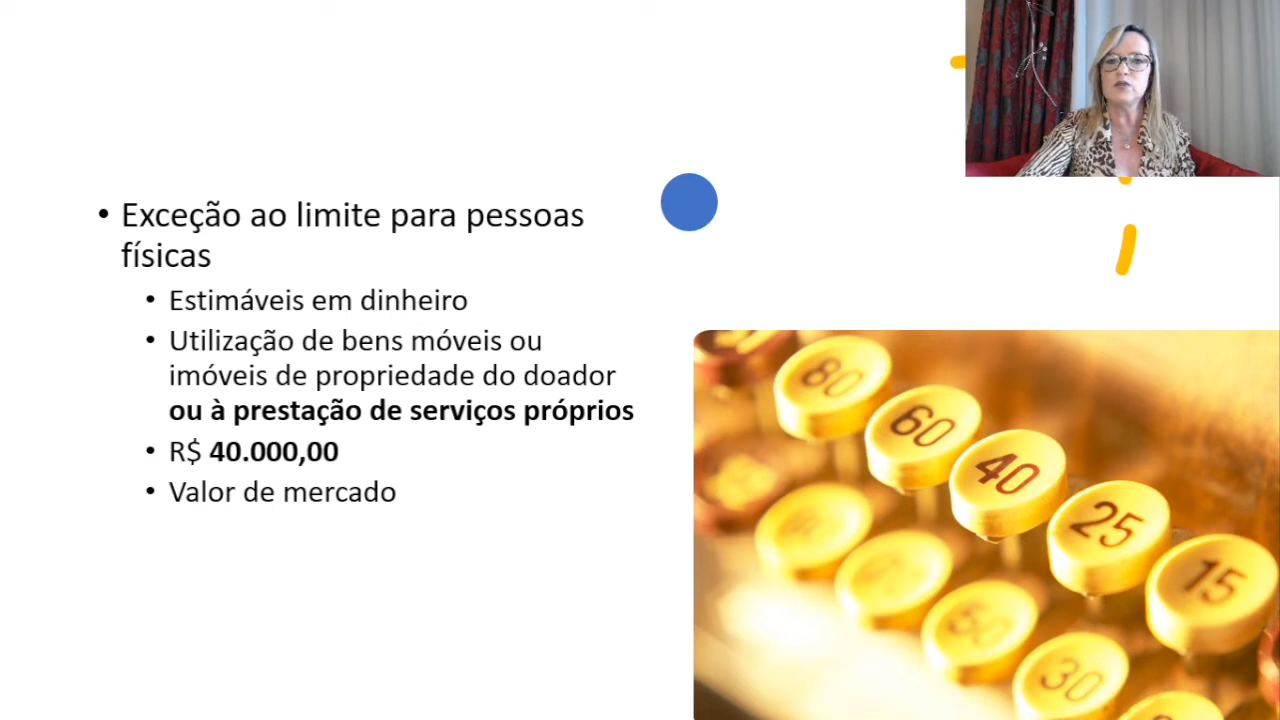 • Exceção ao limite para pessoas
físicas
• Estimáveis em dinheiro
• Utilização de bens móveis ou
imóveis de propriedade do doador
ou à prestação de serviços próprios
• R$ 40.000,00
• Valor de mercado
80
60
40
25
15
50
30